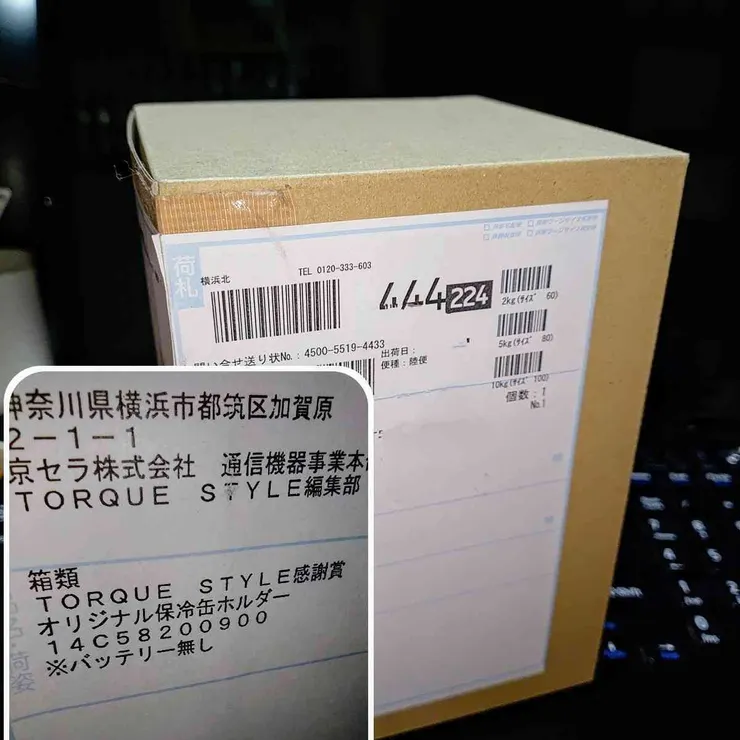 荷札
横浜北
TEL 0120-333-603
444 224
2kg(サイズ 60)
5kg(サイズ 80)
10kg(サイズ 100)
問い合せ送り状No.: 4500-5519-4433
出荷日:
便種: 陸便
個数: 1
No.1
神奈川県横浜市都筑区加賀原
2-1-1
京セラ株式会社 通信機器事業本部
TORQUE STYLE編集部
箱類
TORQUE STYLE感謝賞
オリジナル保冷缶ホルダー
14C58200900
※バッテリー無し